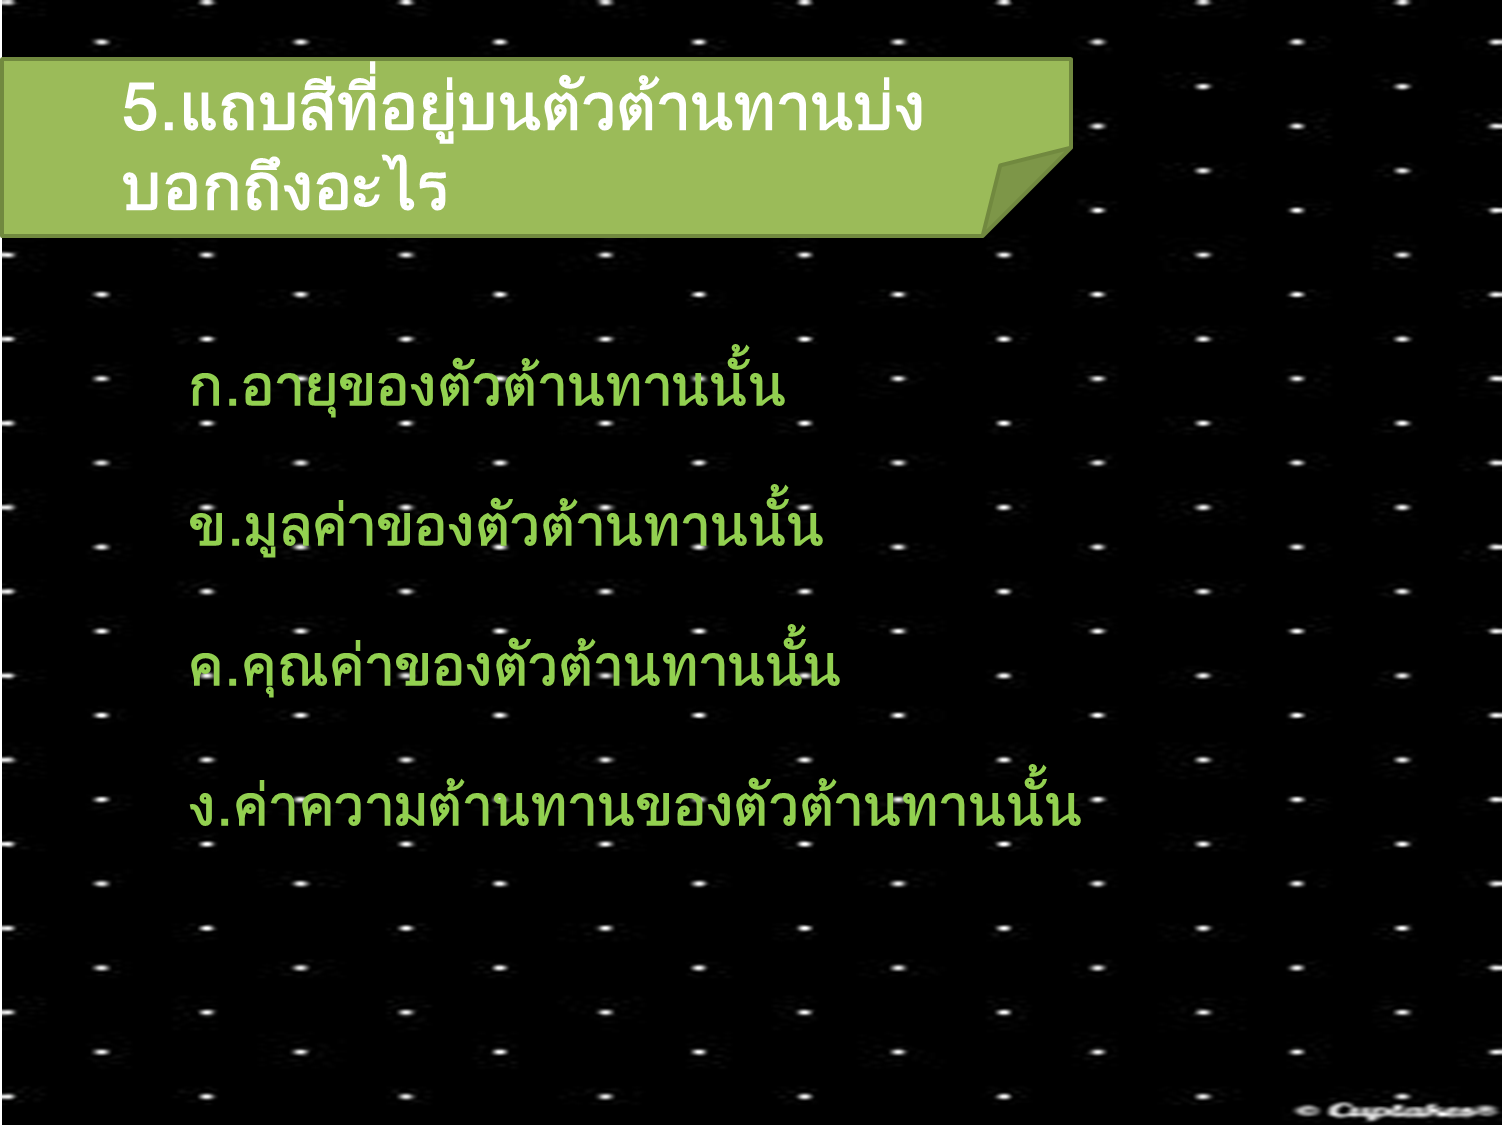 5.แถบสีที่อยู่บนตัวต้านทานบ่ง
บอกถึงอะไร
ก.อายุของตัวต้านทานนั้น
ข.มูลค่าของตัวต้านทานนั้น
ค.คุณค่าของตัวต้านทานนั้น
ง.ค่าความต้านทานของตัวต้านทานนั้น
© Cuptakes®